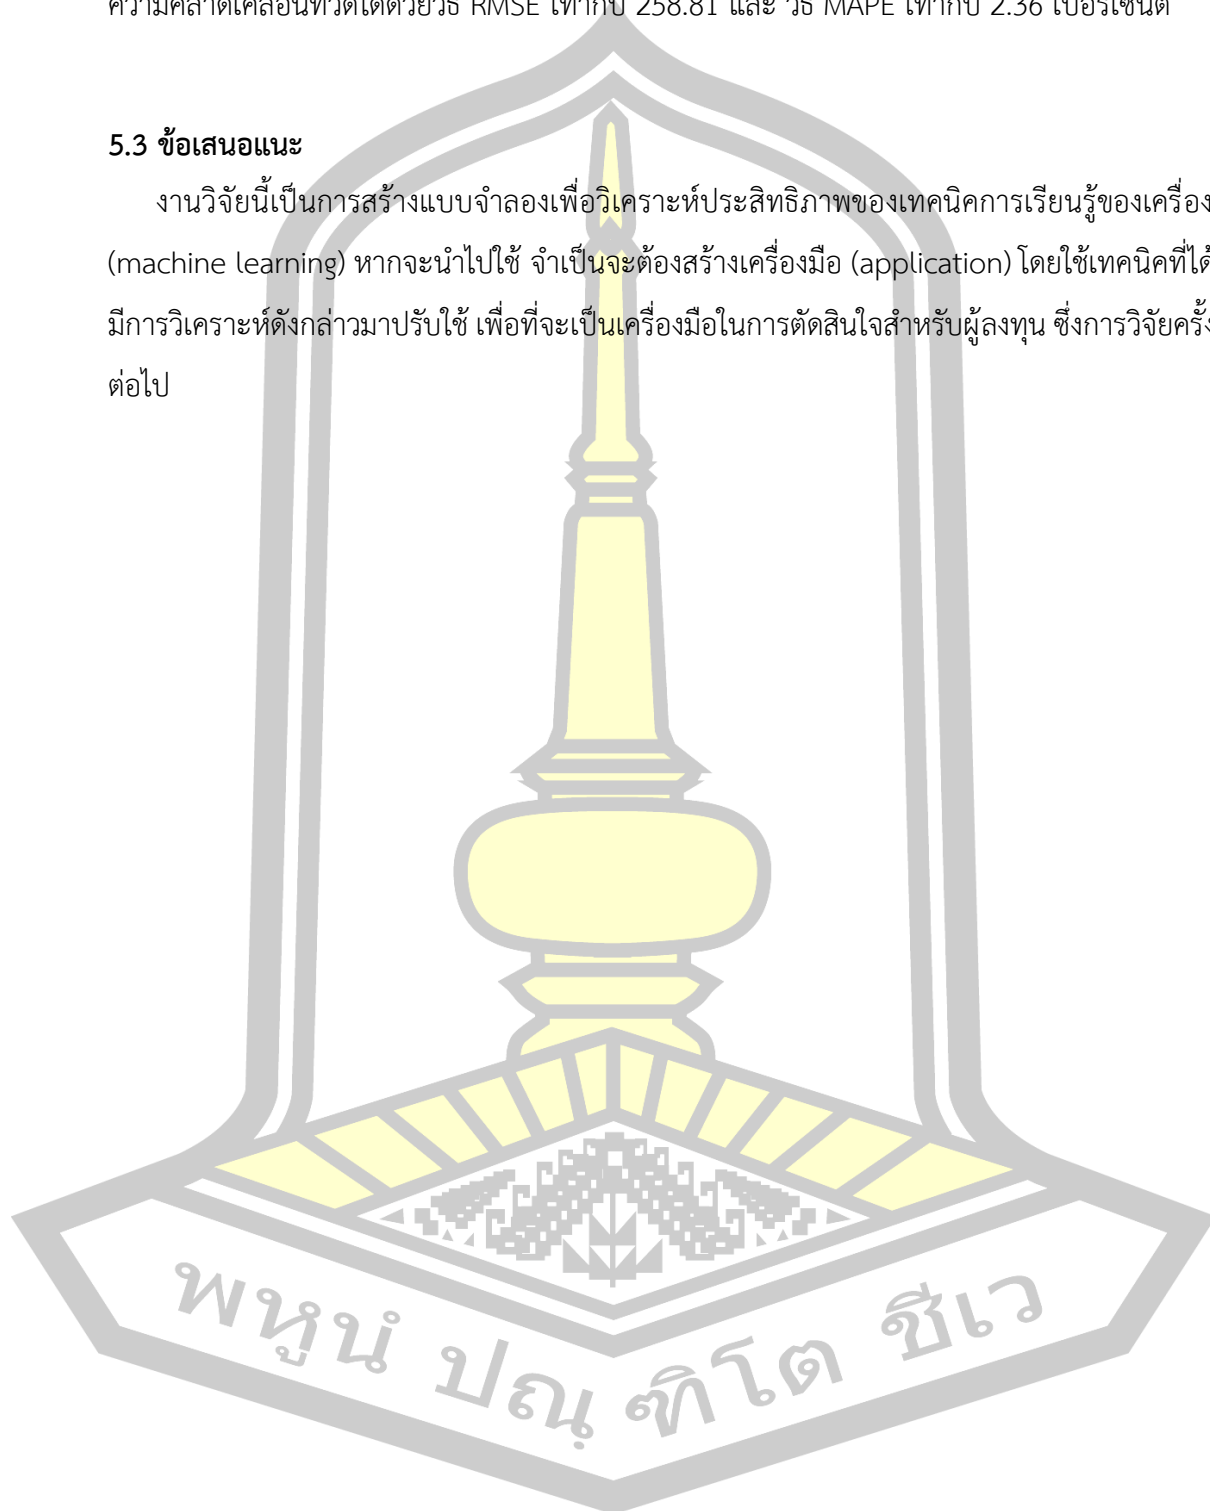 ความคลาดเคลื่อนที่วัดได้ด้วยวิธี RMSE เท่ากับ 258.81 และ วิธี MAPE เท่ากับ 2.36 เปอร์เซ็นต์
5.3 ข้อเสนอแนะ
งานวิจัยนี้เป็นการสร้างแบบจำลองเพื่อวิเคราะห์ประสิทธิภาพของเทคนิคการเรียนรู้ของเครื่อง
(machine learning) หากจะนำไปใช้ จำเป็นจะต้องสร้างเครื่องมือ (application) โดยใช้เทคนิคที่ได้
มีการวิเคราะห์ดังกล่าวมาปรับใช้ เพื่อที่จะเป็นเครื่องมือในการตัดสินใจสำหรับผู้ลงทุน ซึ่งการวิจัยครั้ง
ต่อไป
พหูนํ ปณฺ ฑิโต ชีเว